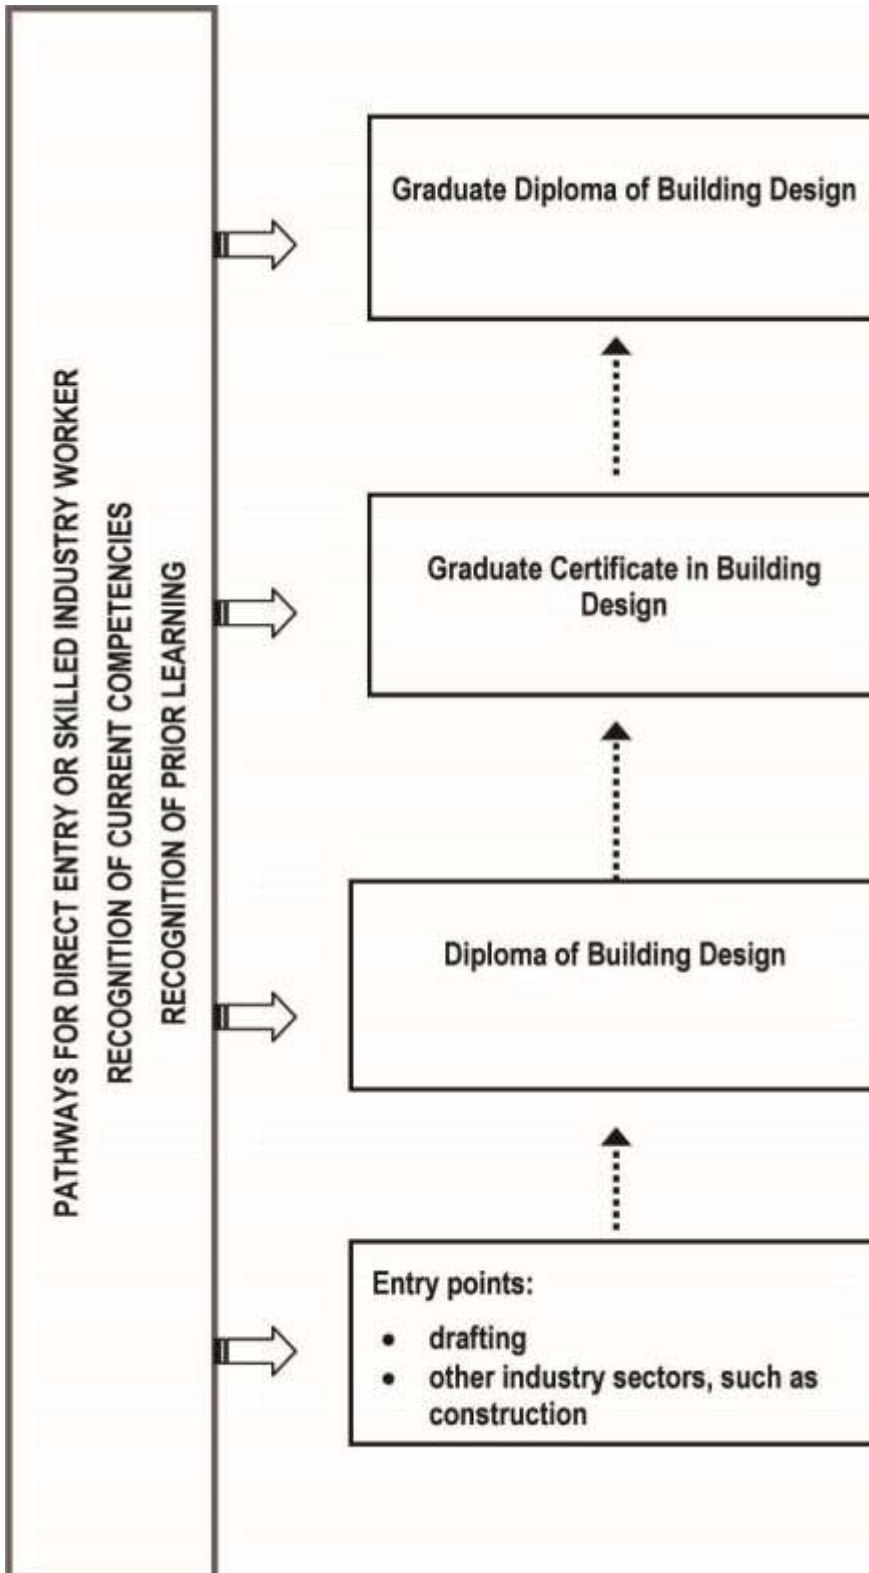 PATHWAYS FOR DIRECT ENTRY OR SKILLED INDUSTRY WORKER
RECOGNITION OF CURRENT COMPETENCIES
RECOGNITION OF PRIOR LEARNING
Graduate Diploma of Building Design
Graduate Certificate in Building
Design
Diploma of Building Design
Entry points:
• drafting
• other industry sectors, such as
construction